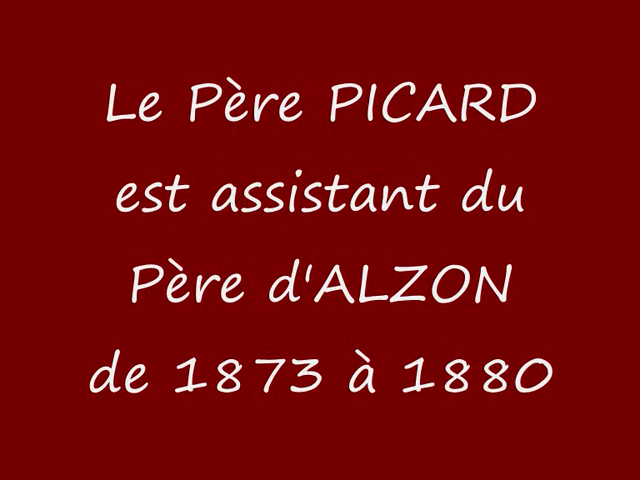 Le Père PICARD
est assistant du
Père d'ALZON
de 1873 à 1880